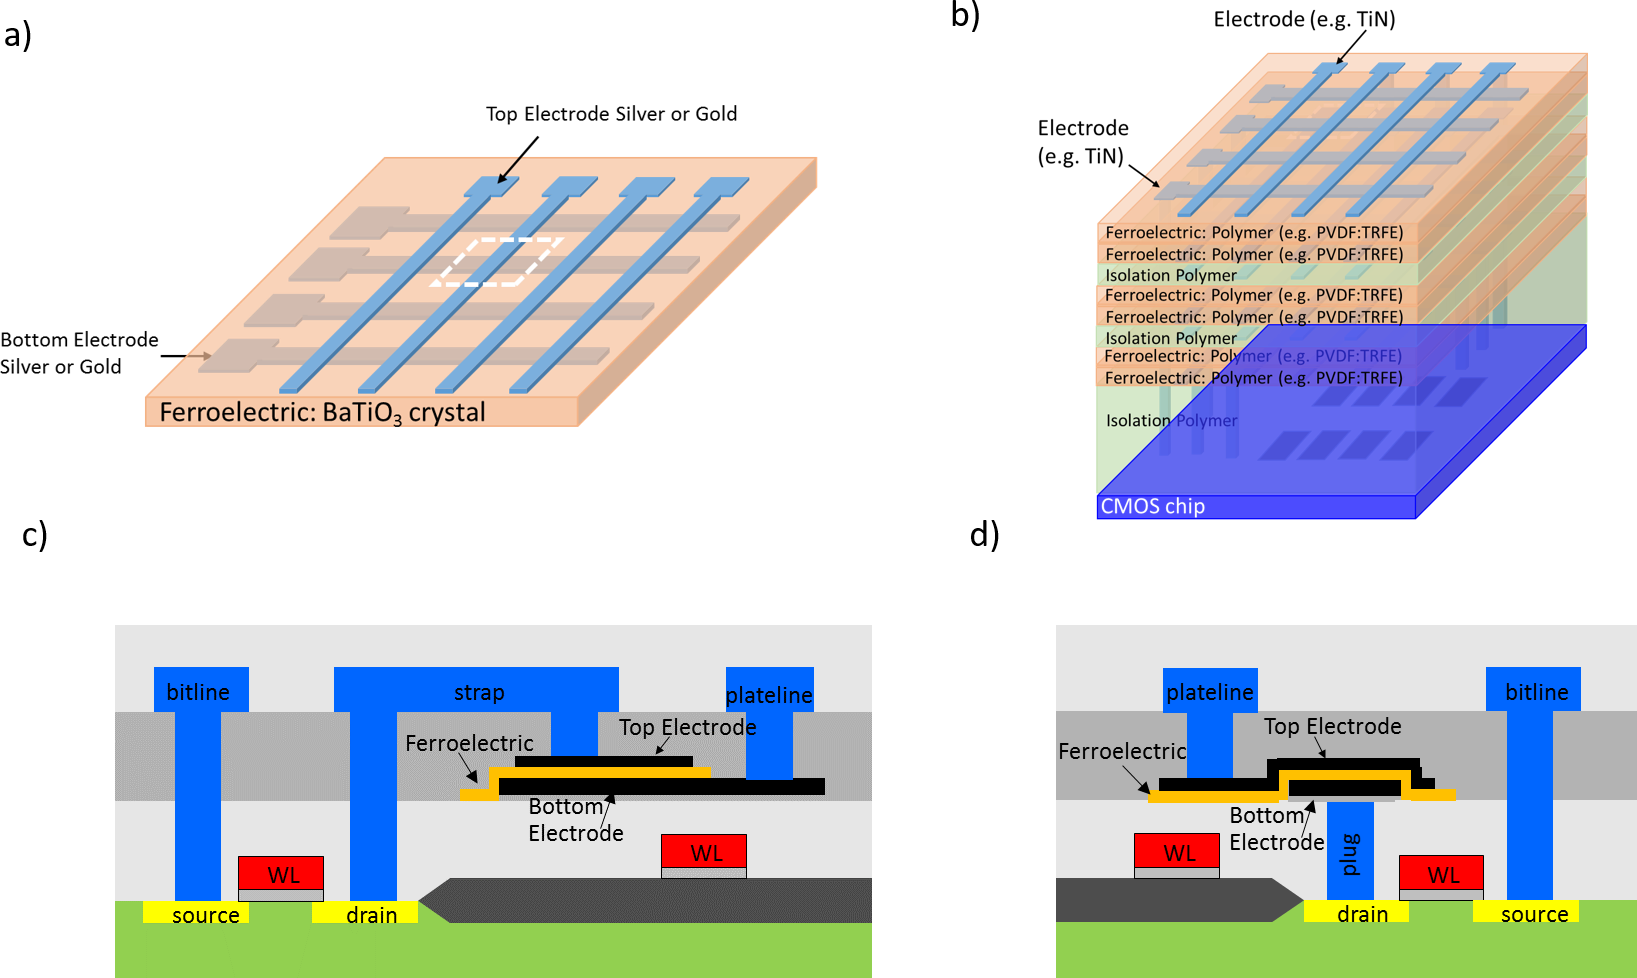 a)
Top Electrode Silver or Gold
Bottom Electrode
Silver or Gold
Ferroelectric: BaTiO3 crystal
b)
Electrode (e.g. TiN)
Electrode
(e.g. TiN)
Ferroelectric: Polymer (e.g. PVDF:TRFE)
Ferroelectric: Polymer (e.g. PVDF:TRFE)
Isolation Polymer
Ferroelectric: Polymer (e.g. PVDF:TRFE)
Ferroelectric: Polymer (e.g. PVDF:TRFE)
Isolation Polymer
Ferroelectric: Polymer (e.g. PVDF:TRFE)
Ferroelectric: Polymer (e.g. PVDF:TRFE)
Isolation Polymer
CMOS chip
c)
bitline
strap
plateline
Top Electrode
Ferroelectric
Bottom
Electrode
WL
WL
source
drain
d)
plateline
bitline
Top Electrode
Ferroelectric
Bottom
Electrode
plug
WL
WL
drain
source